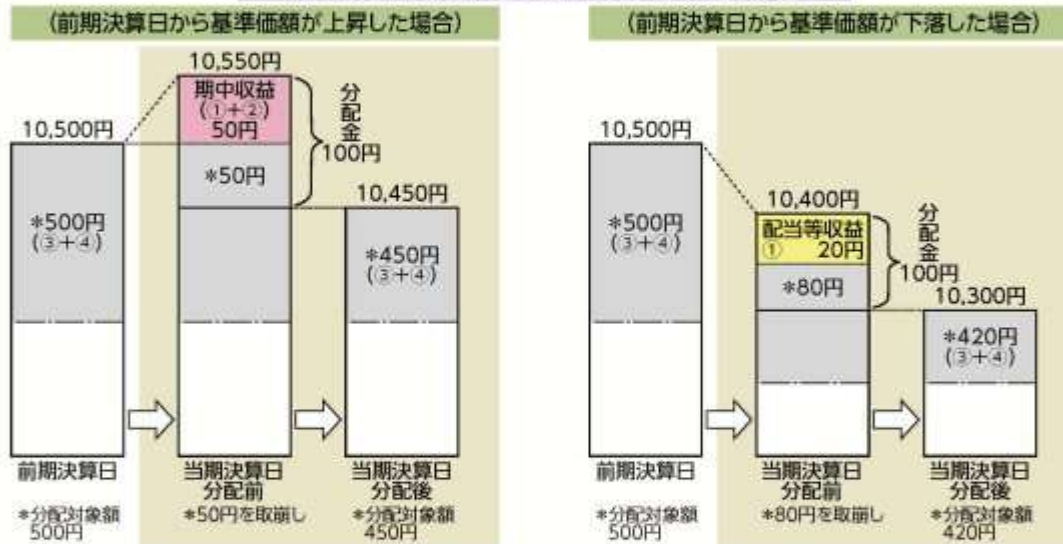 (前期決算日から基準価額が上昇した場合)
10,550円
期中収益
(①+②)
50円
分配金
100円
10,500円
*50円
10,450円
*500円
(③+④)
*450円
(③+④)
前期決算日
当期決算日
分配前
当期決算日
分配後
*分配対象額
500円
*50円を取崩し
*分配対象額
450円
(前期決算日から基準価額が下落した場合)
10,500円
10,400円
*500円
(③+④)
配当等収益
① 20円
分配金
100円
*80円
10,300円
*420円
(③+④)
前期決算日
当期決算日
分配前
当期決算日
分配後
*分配対象額
500円
*80円を取崩し
*分配対象額
420円